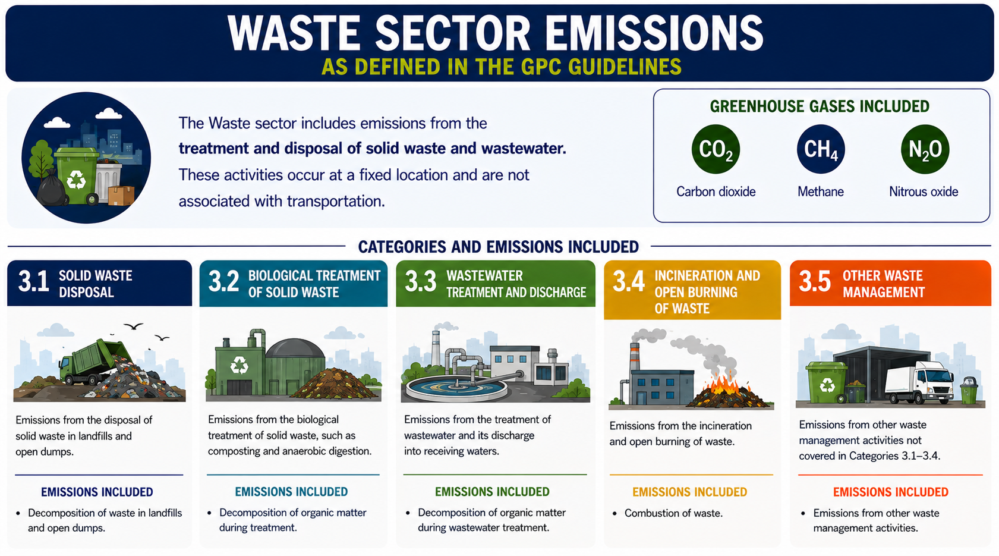 WASTE SECTOR EMISSIONS
AS DEFINED IN THE GPC GUIDELINES
The Waste sector includes emissions from the
treatment and disposal of solid waste and wastewater.
These activities occur at a fixed location and are not
associated with transportation.
GREENHOUSE GASES INCLUDED
CO₂
Carbon dioxide
CH₄
Methane
N₂O
Nitrous oxide
CATEGORIES AND EMISSIONS INCLUDED
3.1 SOLID WASTE
DISPOSAL
Emissions from the disposal of
solid waste in landfills and
open dumps.
EMISSIONS INCLUDED
• Decomposition of waste in landfills
and open dumps.
3.2 BIOLOGICAL TREATMENT
OF SOLID WASTE
Emissions from the biological
treatment of solid waste, such as
composting and anaerobic digestion.
EMISSIONS INCLUDED
• Decomposition of organic matter
during treatment.
3.3 WASTEWATER
TREATMENT AND DISCHARGE
Emissions from the treatment of
wastewater and its discharge
into receiving waters.
EMISSIONS INCLUDED
• Decomposition of organic matter
during wastewater treatment.
3.4 INCINERATION AND
OPEN BURNING
OF WASTE
Emissions from the incineration
and open burning of waste.
EMISSIONS INCLUDED
• Combustion of waste.
3.5 OTHER WASTE
MANAGEMENT
Emissions from other waste
management activities not
covered in Categories 3.1–3.4.
EMISSIONS INCLUDED
• Emissions from other waste
management activities.